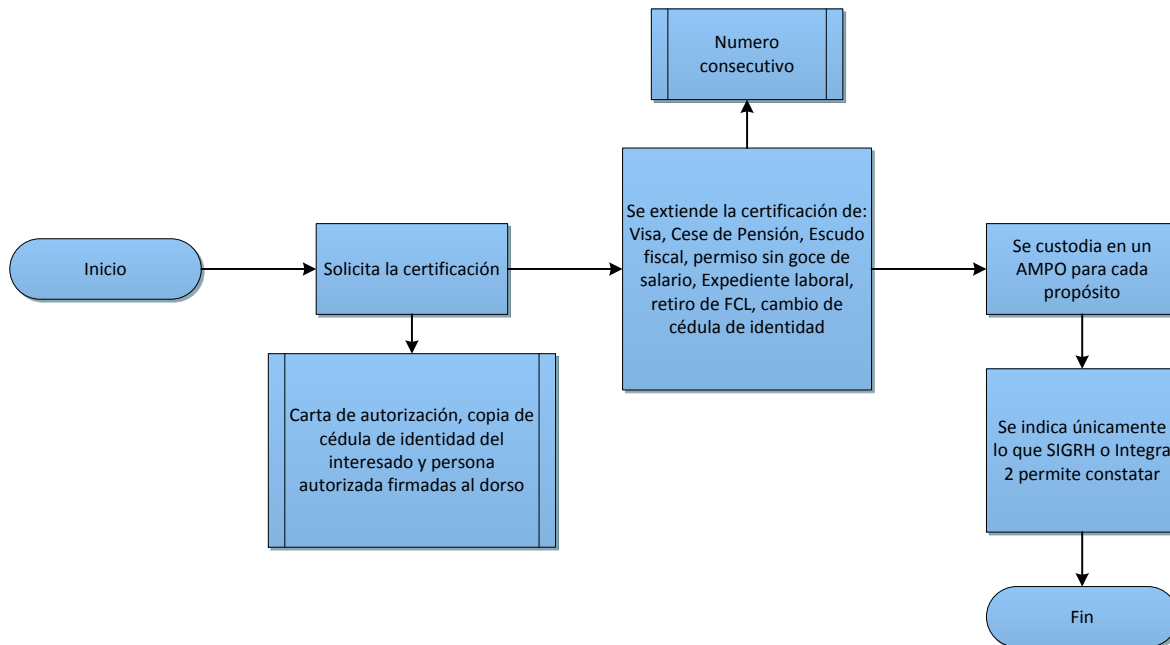 Numero
consecutivo
Inicio
Solicita la certificación
Se extiende la certificación de:
Visa, Cese de Pensión, Escudo
fiscal, permiso sin goce de
salario, Expediente laboral,
retiro de FCL, cambio de
cédula de identidad
Se custodia en un
AMPO para cada
propósito
Carta de autorización, copia de
cédula de identidad del
interesado y persona
autorizada firmadas al dorso
Se indica únicamente
lo que SIGRH o Integra
2 permite constatar
Fin